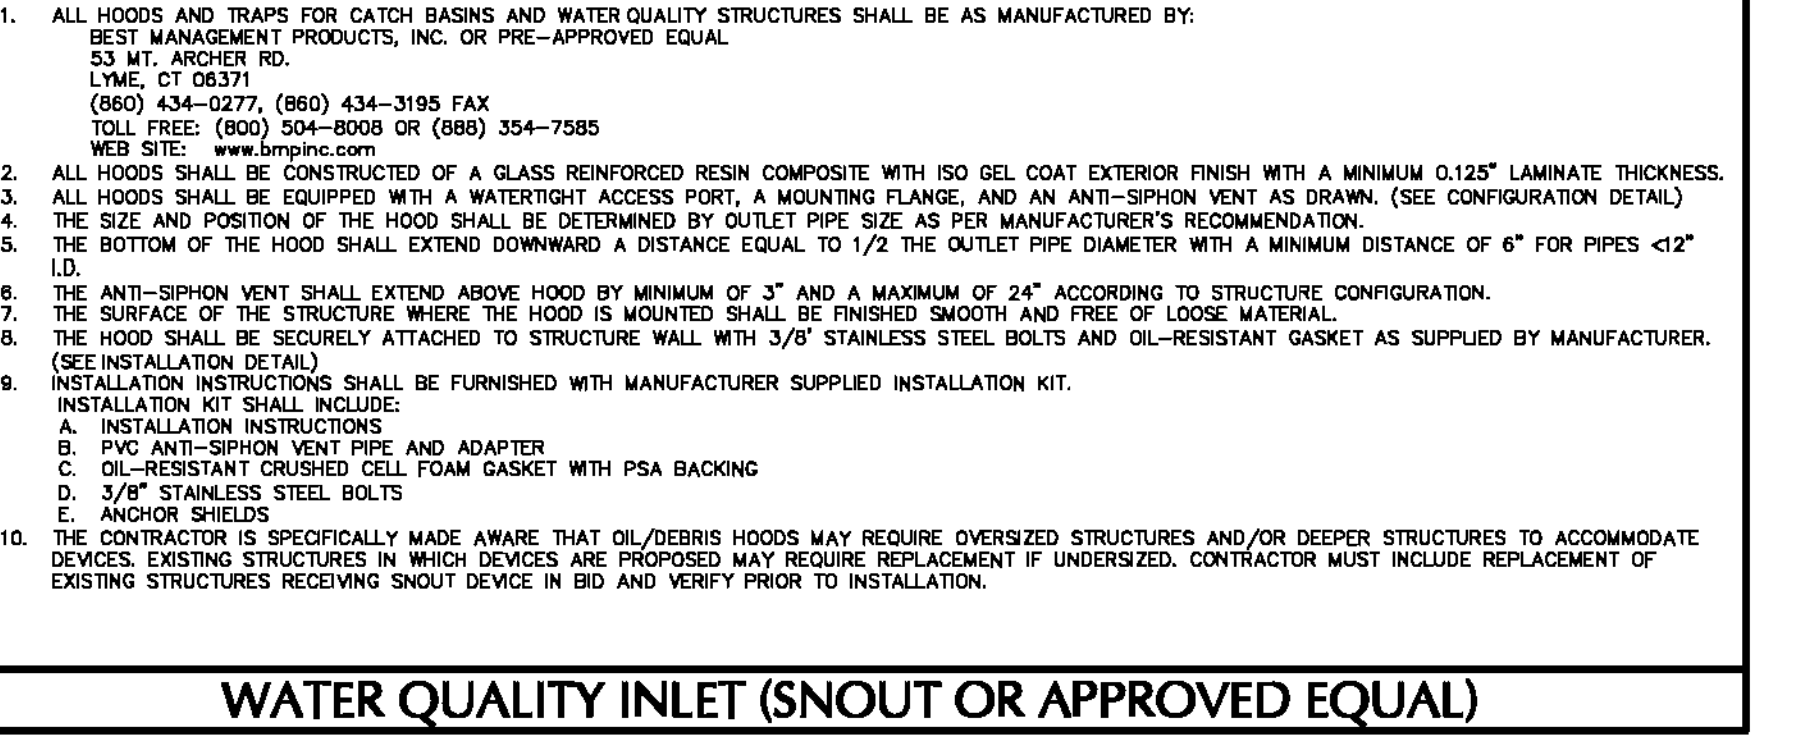 1. ALL HOODS AND TRAPS FOR CATCH BASINS AND WATER QUALITY STRUCTURES SHALL BE AS MANUFACTURED BY:
BEST MANAGEMENT PRODUCTS, INC. OR PRE-APPROVED EQUAL
53 MT. ARCHER RD.
LYME, CT 06371
(860) 434-0277, (860) 434-3195 FAX
TOLL FREE: (800) 504-8008 OR (888) 354-7585
WEB SITE: www.bmpinc.com
2. ALL HOODS SHALL BE CONSTRUCTED OF A GLASS REINFORCED RESIN COMPOSITE WITH ISO GEL COAT EXTERIOR FINISH WITH A MINIMUM 0.125" LAMINATE THICKNESS.
3. ALL HOODS SHALL BE EQUIPPED WITH A WATERTIGHT ACCESS PORT, A MOUNTING FLANGE, AND AN ANTI-SIPHON VENT AS DRAWN. (SEE CONFIGURATION DETAIL)
4. THE SIZE AND POSITION OF THE HOOD SHALL BE DETERMINED BY OUTLET PIPE SIZE AS PER MANUFACTURER'S RECOMMENDATION.
5. THE BOTTOM OF THE HOOD SHALL EXTEND DOWNWARD A DISTANCE EQUAL TO 1/2 THE OUTLET PIPE DIAMETER WITH A MINIMUM DISTANCE OF 6" FOR PIPES <12"
I.D.
6. THE ANTI-SIPHON VENT SHALL EXTEND ABOVE HOOD BY MINIMUM OF 3" AND A MAXIMUM OF 24" ACCORDING TO STRUCTURE CONFIGURATION.
7. THE SURFACE OF THE STRUCTURE WHERE THE HOOD IS MOUNTED SHALL BE FINISHED SMOOTH AND FREE OF LOOSE MATERIAL.
8. THE HOOD SHALL BE SECURELY ATTACHED TO STRUCTURE WALL WITH 3/8' STAINLESS STEEL BOLTS AND OIL-RESISTANT GASKET AS SUPPLIED BY MANUFACTURER.
(SEE INSTALLATION DETAIL)
9. INSTALLATION INSTRUCTIONS SHALL BE FURNISHED WITH MANUFACTURER SUPPLIED INSTALLATION KIT.
INSTALLATION KIT SHALL INCLUDE:
A. INSTALLATION INSTRUCTIONS
B. PVC ANTI-SIPHON VENT PIPE AND ADAPTER
C. OIL-RESISTANT CRUSHED CELL FOAM GASKET WITH PSA BACKING
D. 3/8" STAINLESS STEEL BOLTS
E. ANCHOR SHIELDS
10. THE CONTRACTOR IS SPECIFICALLY MADE AWARE THAT OIL/DEBRIS HOODS MAY REQUIRE OVERSIZED STRUCTURES AND/OR DEEPER STRUCTURES TO ACCOMMODATE
DEVICES. EXISTING STRUCTURES IN WHICH DEVICES ARE PROPOSED MAY REQUIRE REPLACEMENT IF UNDERSIZED. CONTRACTOR MUST INCLUDE REPLACEMENT OF
EXISTING STRUCTURES RECEIVING SNOUT DEVICE IN BID AND VERIFY PRIOR TO INSTALLATION.
WATER QUALITY INLET (SNOUT OR APPROVED EQUAL)